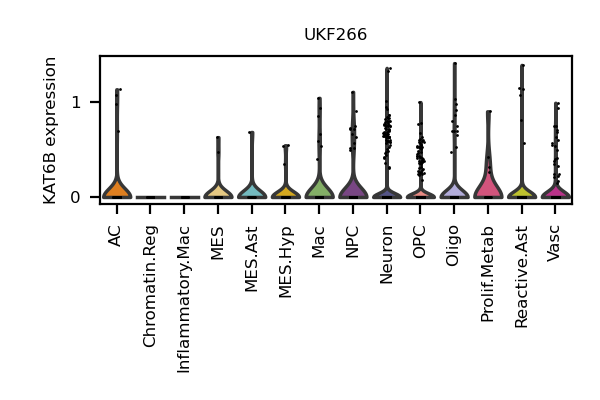 UKF266
KAT6B expression
1
0
AC
Chromatin.Reg
Inflammatory.Mac
MES
MES.Ast
MES.Hyp
Mac
NPC
Neuron
OPC
Oligo
Prolif.Metab
Reactive.Ast
Vasc